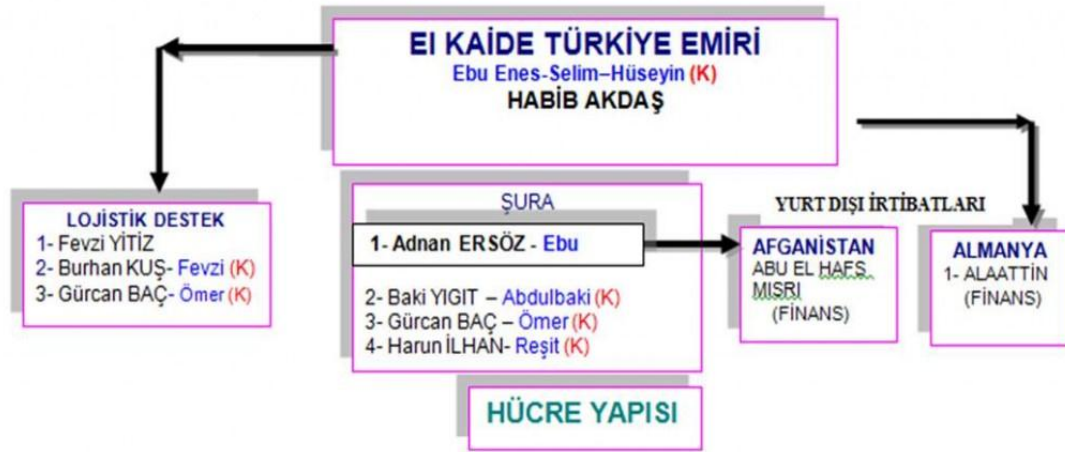 El KAİDE TÜRKİYE EMİRİ
Ebu Enes-Selim–Hüseyin (K)
HABİB AKDAŞ
LOJİSTİK DESTEK
1- Fevzi YİTİZ
2- Burhan KUŞ- Fevzi (K)
3- Gürcan BAÇ- Ömer (K)
ŞURA
1- Adnan ERSÖZ - Ebu
2- Baki YIGIT – Abdulbaki (K)
3- Gürcan BAÇ – Ömer (K)
4- Harun İLHAN- Reşit (K)
YURT DIŞI İRTİBATLARI
AFGANİSTAN
ABU EL HAFS
MISRI
(FİNANS)
ALMANYA
1- ALAATTİN
(FİNANS)
HÜCRE YAPISI